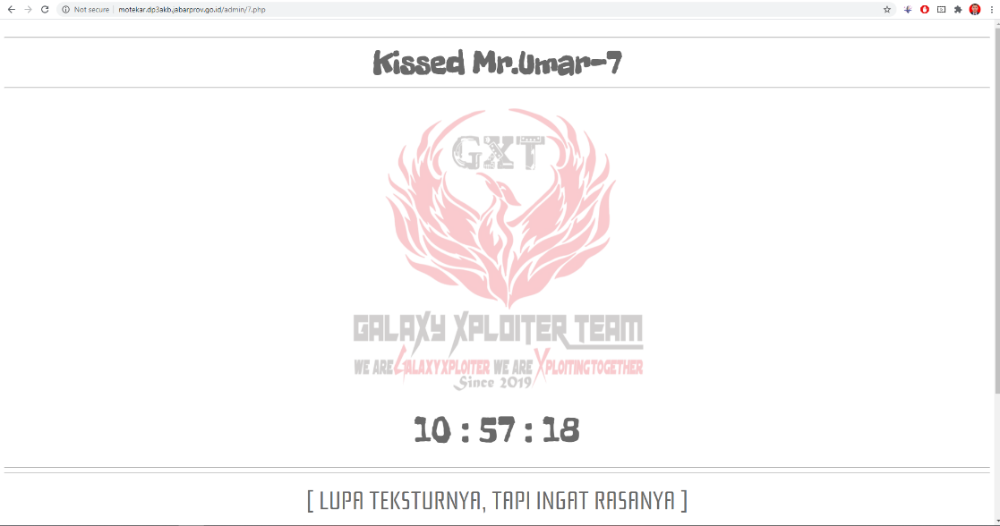 Not secure
motekar.dp3akb.jabarprov.go.id/admin/7.php
Kissed Mr.Umar-7
GXT
GALAXY XPLOITER TEAM
WE ARE GALAXYXPLOITER WE ARE XPLOITINGTOGETHER
Since 2019
10 : 57 : 18
[ LUPA TEKSTURNYA, TAPI INGAT RASANYA ]